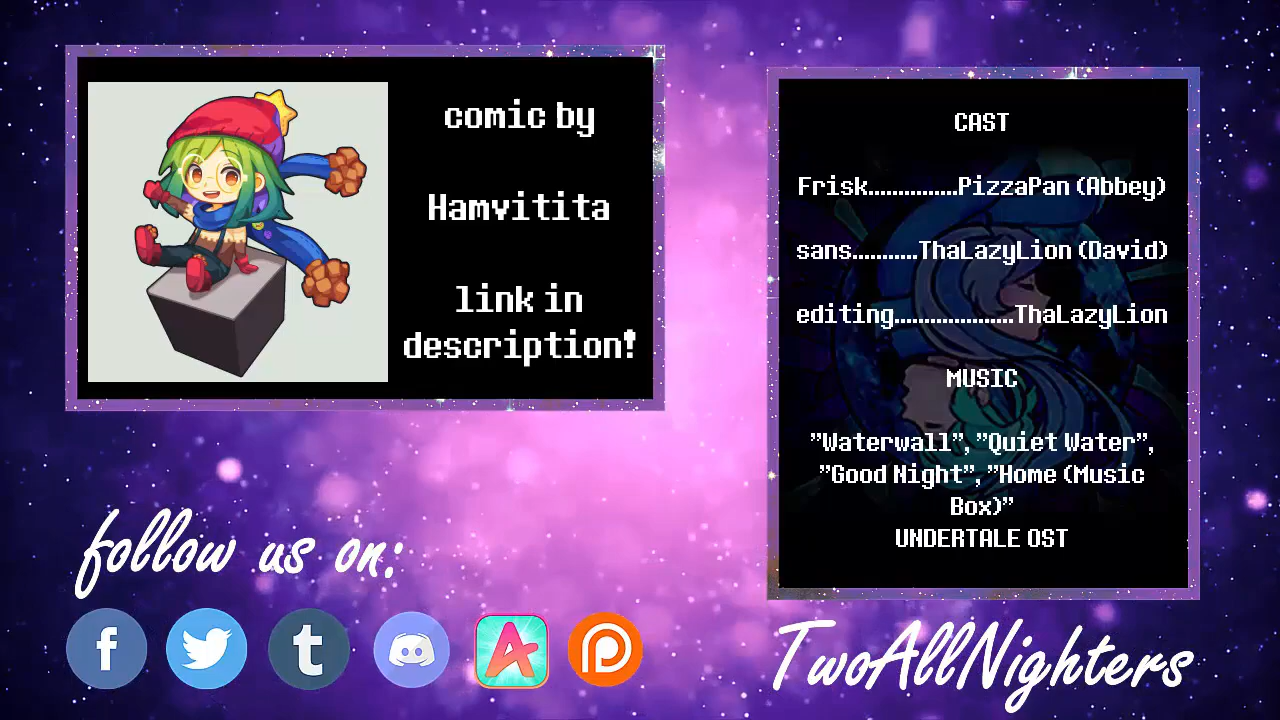 comic by
Hamvitita
link in
description!
CAST
Frisk..............PizzaPan (Abbey)
sans...........ThaLazyLion (David)
editing...................ThaLazyLion
MUSIC
"Waterwall", "Quiet Water",
"Good Night", "Home (Music
Box)"
UNDERTALE OST
follow us on:
TwoAllNighters